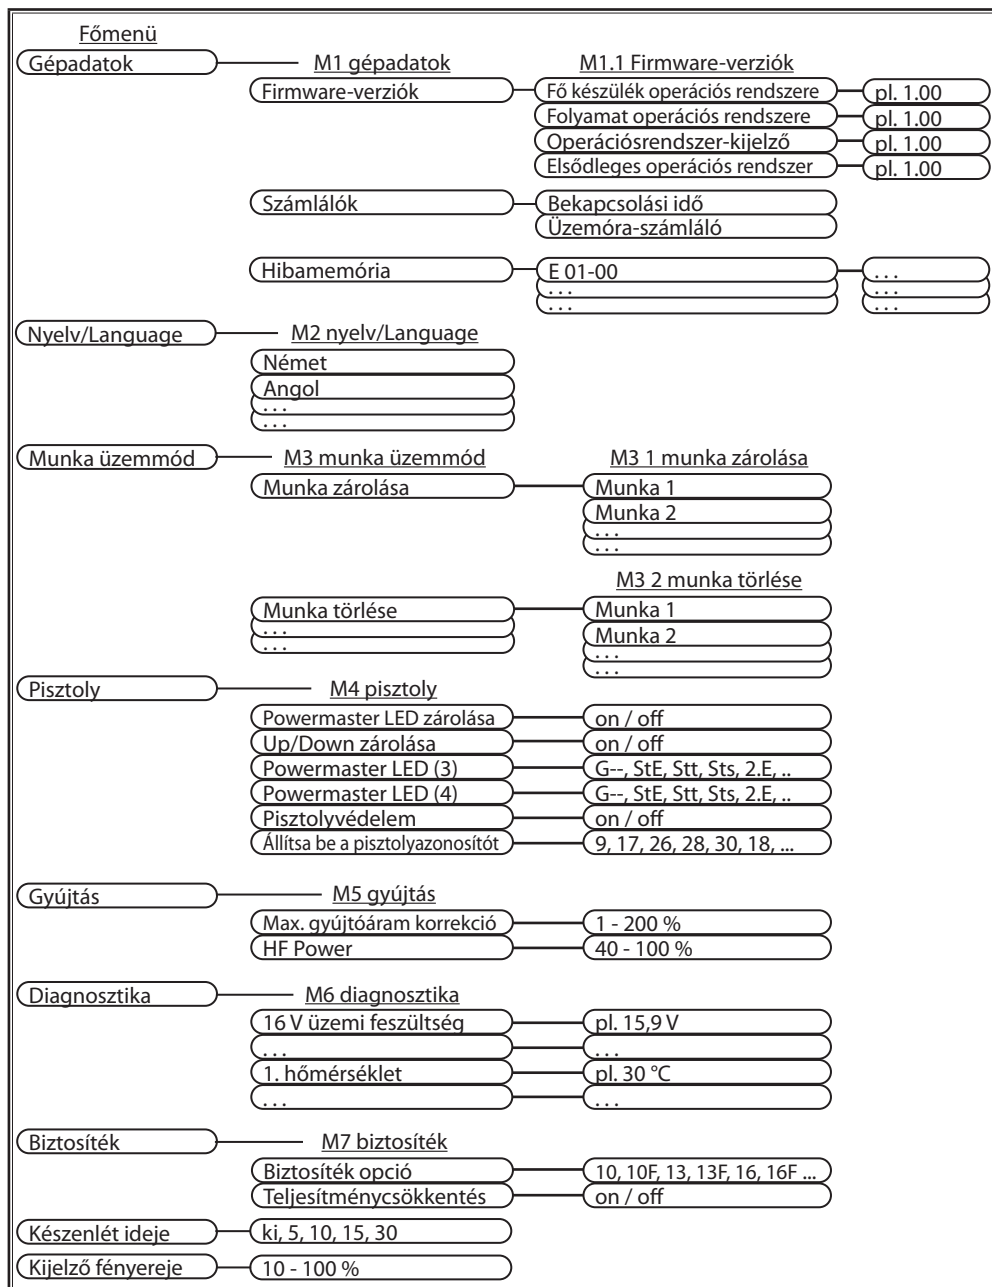 Főmenü
Gépadatok M1 gépadatok M1.1 Firmware-verziók
Firmware-verziók Fő készülék operációs rendszere pl. 1.00
Folyamat operációs rendszere pl. 1.00
Operációsrendszer-kijelző pl. 1.00
Elsődleges operációs rendszer pl. 1.00
Számlálók Bekapcsolási idő
Üzemóra-számláló
Hibamemória E 01-00 . . .
. . . . . .
. . . . . .
Nyelv/Language M2 nyelv/Language
Német
Angol
. . .
. . .
Munka üzemmód M3 munka üzemmód M3 1 munka zárolása
Munka zárolása Munka 1
Munka 2
. . .
. . .
M3 2 munka törlése
Munka törlése Munka 1
. . . Munka 2
. . . . . .
. . .
Pisztoly M4 pisztoly
Powermaster LED zárolása on / off
Up/Down zárolása on / off
Powermaster LED (3) G--, StE, Stt, Sts, 2.E, ..
Powermaster LED (4) G--, StE, Stt, Sts, 2.E, ..
Pisztolyvédelem on / off
Állítsa be a pisztolyazonosítót 9, 17, 26, 28, 30, 18, ...
Gyújtás M5 gyújtás
Max. gyújtóáram korrekció 1 - 200 %
HF Power 40 - 100 %
Diagnosztika M6 diagnosztika
16 V üzemi feszültség pl. 15,9 V
. . . . . .
1. hőmérséklet pl. 30 °C
. . . . . .
Biztosíték M7 biztosíték
Biztosíték opció 10, 10F, 13, 13F, 16, 16F ...
Teljesítménycsökkentés on / off
Készenlét ideje ki, 5, 10, 15, 30
Kijelző fényereje 10 - 100 %